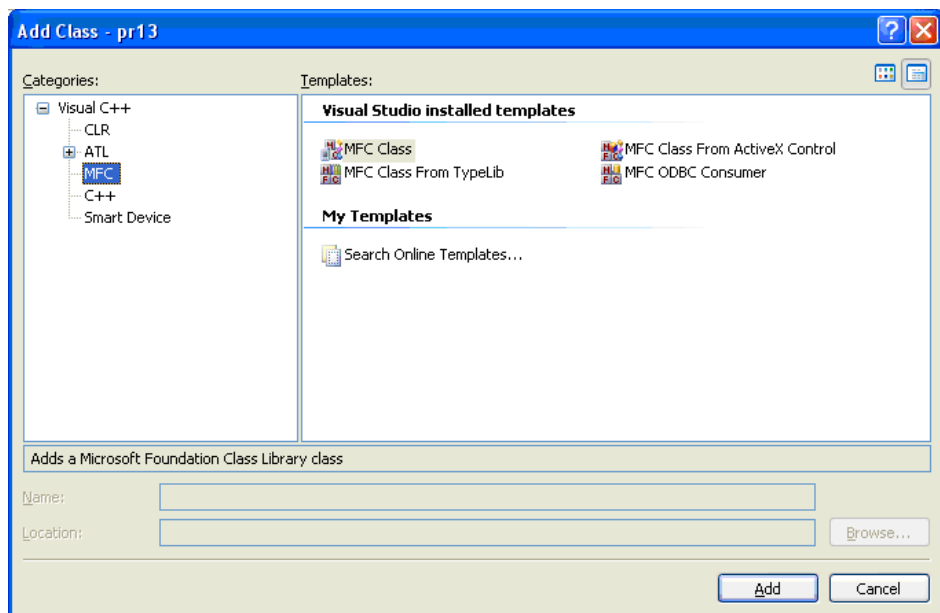 Add Class - pr13
Categories:
Templates:
Visual C++
CLR
ATL
MFC
C++
Smart Device
Visual Studio installed templates
MFC Class
MFC Class From ActiveX Control
MFC Class From TypeLib
MFC ODBC Consumer
My Templates
Search Online Templates...
Adds a Microsoft Foundation Class Library class
Name:
Location:
Browse...
Add
Cancel